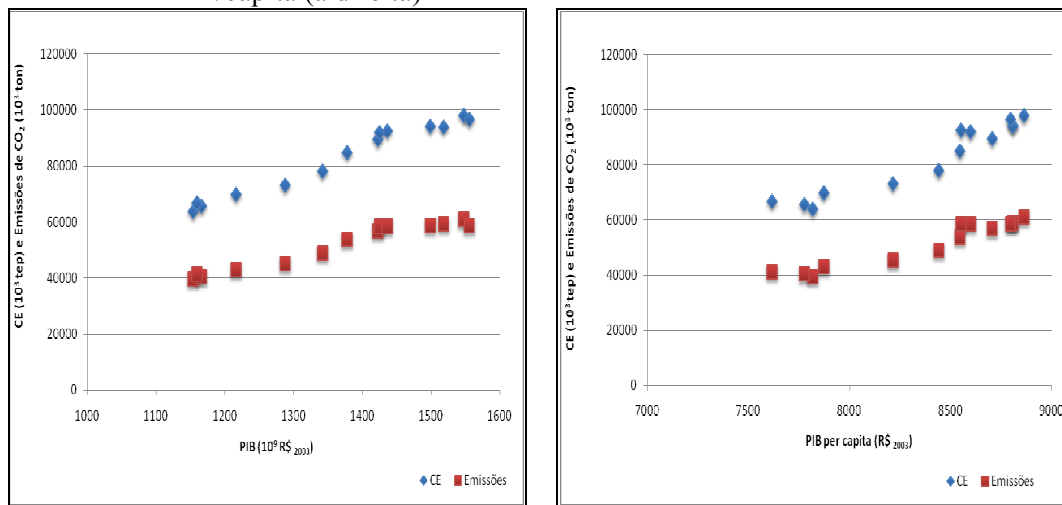 capita (à direita)
CE (10³ tep) e Emissões de CO₂ (10³ ton)
120000
100000
80000
60000
40000
20000
0
1000 1100 1200 1300 1400 1500 1600
PIB (10⁹ R$ 2003)
CE Emissões
CE (10³ tep) e Emissões de CO₂ (10³ ton)
120000
100000
80000
60000
40000
20000
0
7000 7500 8000 8500 9000
PIB per capita (R$ 2003)
CE Emissões